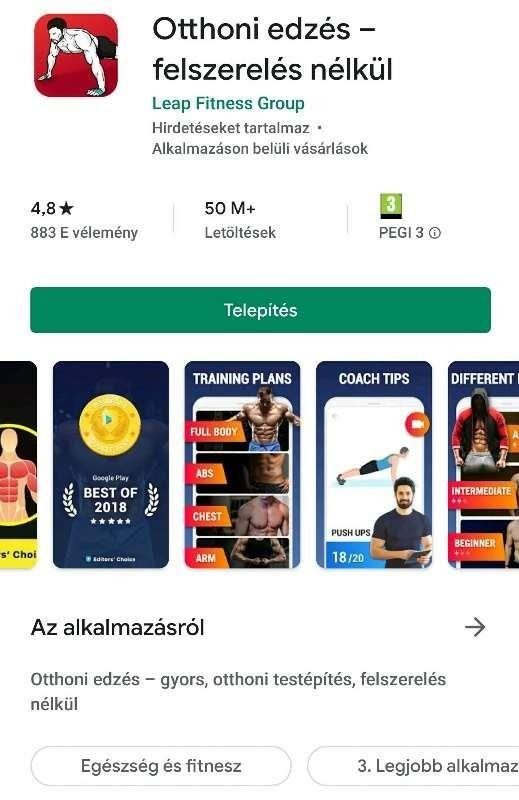 Otthoni edzés –
felszerelés nélkül
Leap Fitness Group
Hirdetéseket tartalmaz •
Alkalmazáson belüli vásárlások
4,8★
50 M+
3
883 E vélemény
Letöltések
PEGI 3
Telepítés
Google Play
BEST OF
2018
Editors' Choice
TRAINING PLANS
FULL BODY
ABS
CHEST
ARM
COACH TIPS
PUSH UPS
18/20
DIFFERENT
INTERMEDIATE
BEGINNER
Az alkalmazásról
Otthoni edzés – gyors, otthoni testépítés, felszerelés
nélkül
Egészség és fitnesz
3. Legjobb alkalmaz